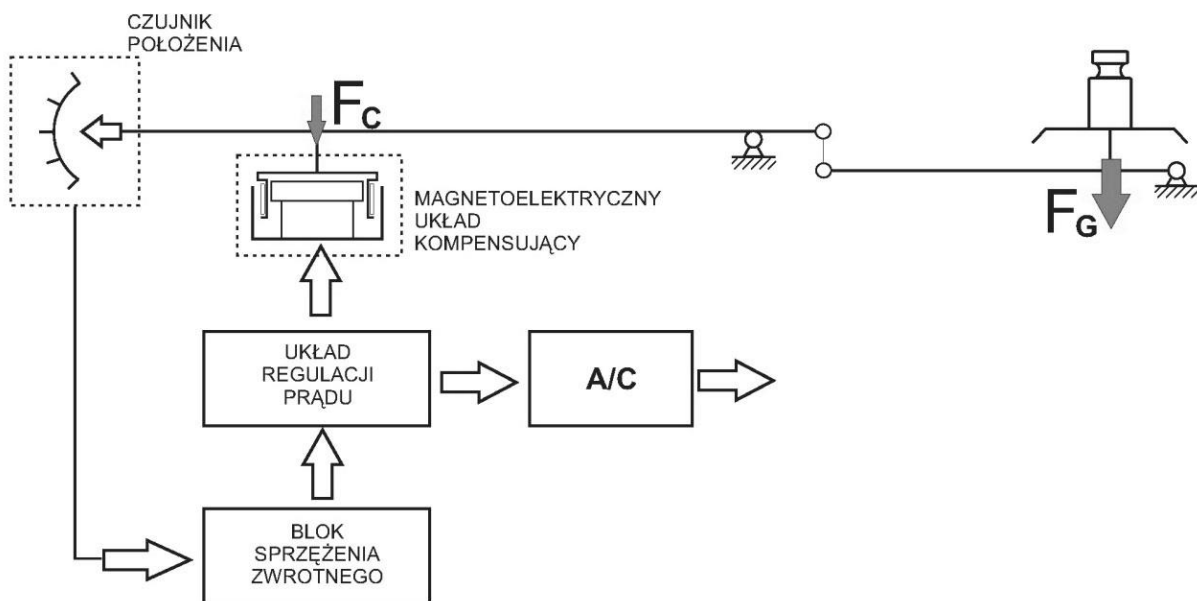 CZUJNIK
POŁOŻENIA
FC
MAGNETOELEKTRYCZNY
UKŁAD
KOMPENSUJĄCY
FG
UKŁAD
REGULACJI
PRĄDU
A/C
BLOK
SPRZĘŻENIA
ZWROTNEGO